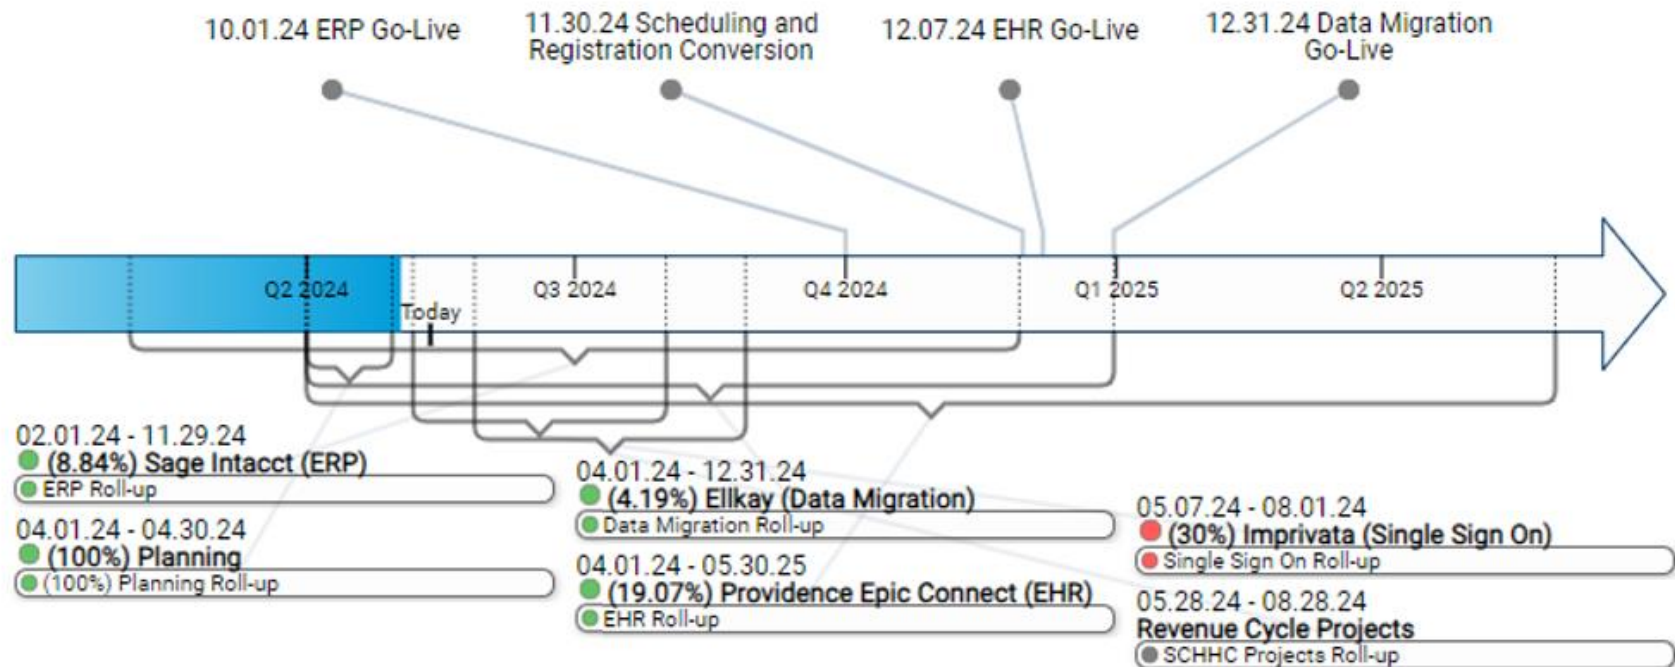 10.01.24 ERP Go-Live
11.30.24 Scheduling and
Registration Conversion
12.07.24 EHR Go-Live
12.31.24 Data Migration
Go-Live
Q2 2024
Today
Q3 2024
Q4 2024
Q1 2025
Q2 2025
02.01.24 - 11.29.24
(8.84%) Sage Intacct (ERP)
ERP Roll-up
04.01.24 - 04.30.24
(100%) Planning
(100%) Planning Roll-up
04.01.24 - 12.31.24
(4.19%) Ellkay (Data Migration)
Data Migration Roll-up
04.01.24 - 05.30.25
(19.07%) Providence Epic Connect (EHR)
EHR Roll-up
05.07.24 - 08.01.24
(30%) Imprivata (Single Sign On)
Single Sign On Roll-up
05.28.24 - 08.28.24
Revenue Cycle Projects
SCHHC Projects Roll-up